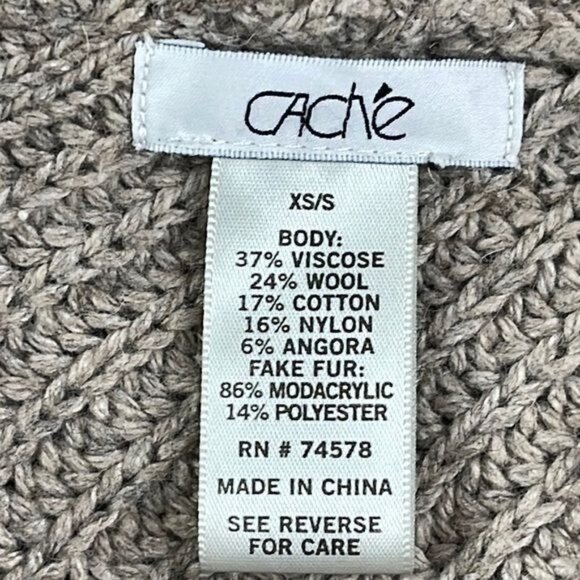 CAché
XS/S
BODY:
37% VISCOSE
24% WOOL
17% COTTON
16% NYLON
6% ANGORA
FAKE FUR:
86% MODACRYLIC
14% POLYESTER
RN # 74578
MADE IN CHINA
SEE REVERSE
FOR CARE